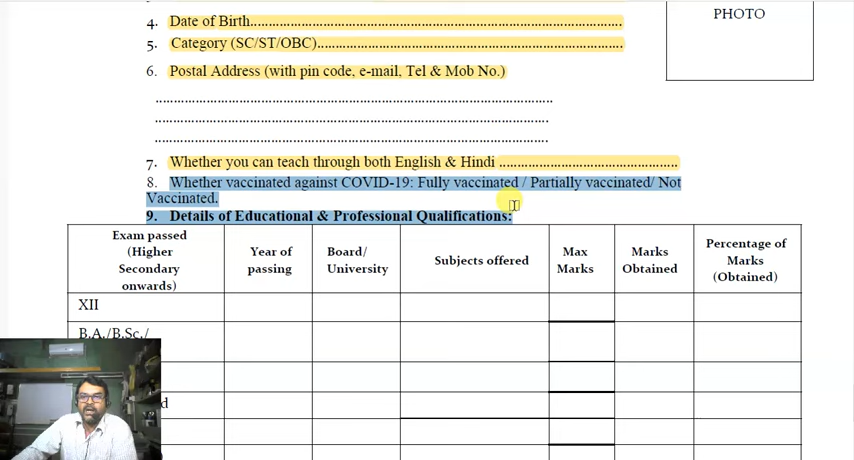 PHOTO
4. Date of Birth......................................................................................................
5. Category (SC/ST/OBC)...................................................................................
6. Postal Address (with pin code, e-mail, Tel & Mob No.)
............................................................................................................
...........................................................................................................
...........................................................................................................
7. Whether you can teach through both English & Hindi .................................................
8. Whether vaccinated against COVID-19: Fully vaccinated / Partially vaccinated/ Not
Vaccinated.
9. Details of Educational & Professional Qualifications:
Exam passed
(Higher
Secondary
onwards)
Year of
passing
Board/
University
Subjects offered
Max
Marks
Marks
Obtained
Percentage of
Marks
(Obtained)
XII
B.A./B.Sc./